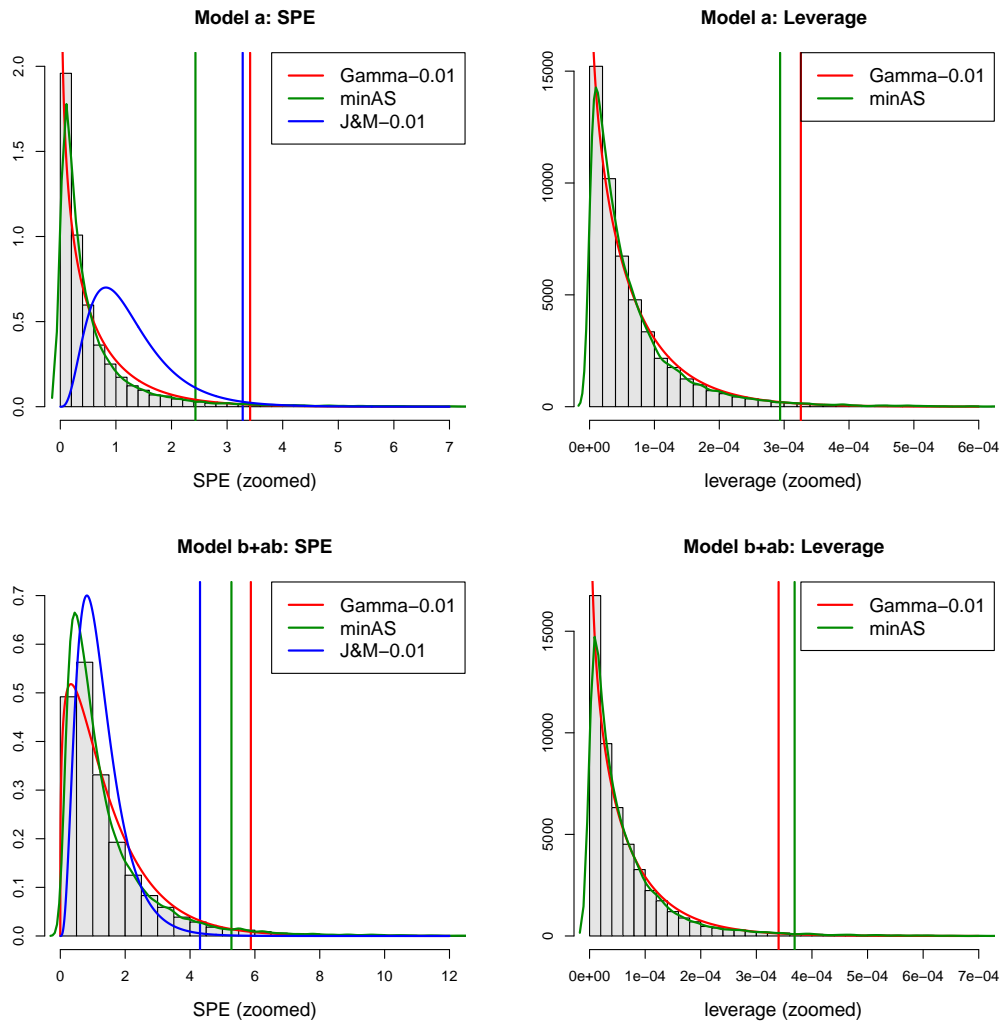 Model a: SPE
Gamma−0.01
minAS
J&M−0.01
2.0
1.5
1.0
0.5
0.0
0 1 2 3 4 5 6 7
SPE (zoomed)
Model a: Leverage
Gamma−0.01
minAS
15000
10000
5000
0
0e+00 1e−04 2e−04 3e−04 4e−04 5e−04 6e−04
leverage (zoomed)
Model b+ab: SPE
Gamma−0.01
minAS
J&M−0.01
0.7
0.6
0.5
0.4
0.3
0.2
0.1
0.0
0 2 4 6 8 10 12
SPE (zoomed)
Model b+ab: Leverage
Gamma−0.01
minAS
15000
10000
5000
0
0e+00 1e−04 2e−04 3e−04 4e−04 5e−04 6e−04 7e−04
leverage (zoomed)